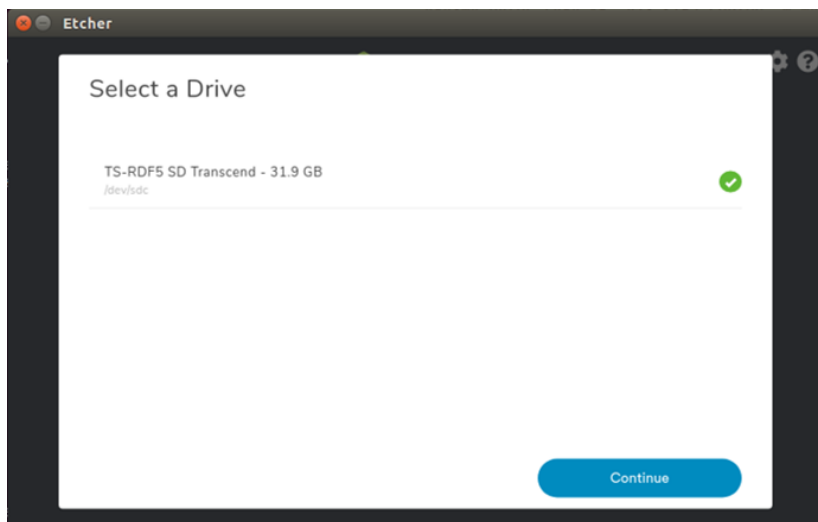 Etcher
Select a Drive
TS-RDF5 SD Transcend - 31.9 GB
/dev/sdc
Continue